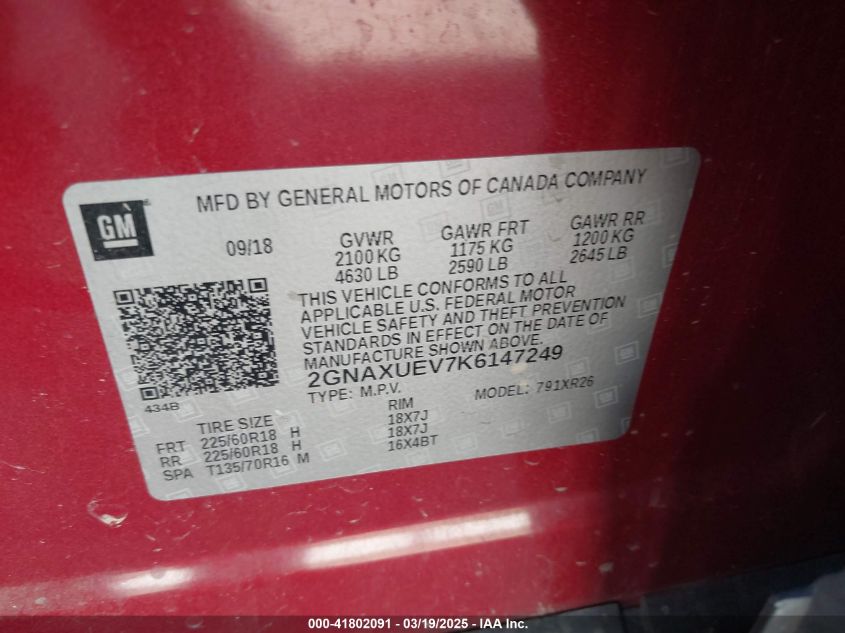 GM
MFD BY GENERAL MOTORS OF CANADA COMPANY
09/18
GVWR
2100 KG
4630 LB
GAWR FRT
1175 KG
2590 LB
GAWR RR
1200 KG
2645 LB
THIS VEHICLE CONFORMS TO ALL
APPLICABLE U.S. FEDERAL MOTOR
VEHICLE SAFETY AND THEFT PREVENTION
STANDARDS IN EFFECT ON THE DATE OF
MANUFACTURE SHOWN ABOVE.
2GNAXUEV7K6147249
TYPE: M.P.V.
MODEL: 791XR26
434B
TIRE SIZE
RIM
FRT 225/60R18 H 18X7J
RR 225/60R18 H 18X7J
SPA T135/70R16 M 16X4BT
000-41802091 - 03/19/2025 - IAA Inc.